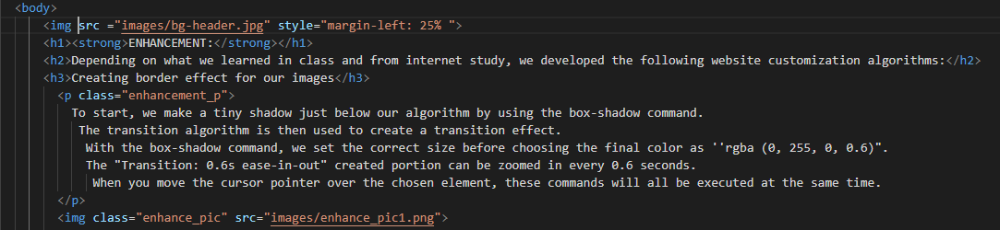 <body>
<img src ="images/bg-header.jpg" style="margin-left: 25% ">
<h1><strong>ENHANCEMENT:</strong></h1>
<h2>Depending on what we learned in class and from internet study, we developed the following website customization algorithms:</h2>
<h3>Creating border effect for our images</h3>
<p class="enhancement_p">
To start, we make a tiny shadow just below our algorithm by using the box-shadow command.
The transition algorithm is then used to create a transition effect.
With the box-shadow command, we set the correct size before choosing the final color as ''rgba (0, 255, 0, 0.6)".
The "Transition: 0.6s ease-in-out" created portion can be zoomed in every 0.6 seconds.
When you move the cursor pointer over the chosen element, these commands will all be executed at the same time.
</p>
<img class="enhance_pic" src="images/enhance_pic1.png">